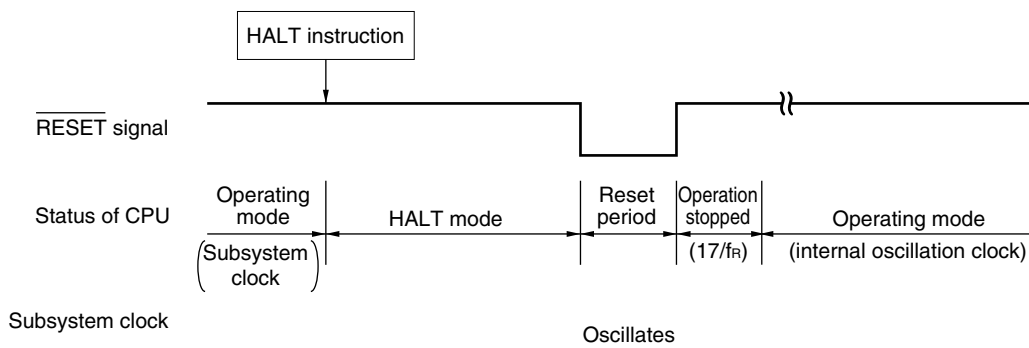 HALT instruction
RESET signal
Status of CPU
Operating
mode
(Subsystem
clock)
HALT mode
Reset
period
Operation
stopped
(17/fR)
Operating mode
(internal oscillation clock)
Subsystem clock
Oscillates